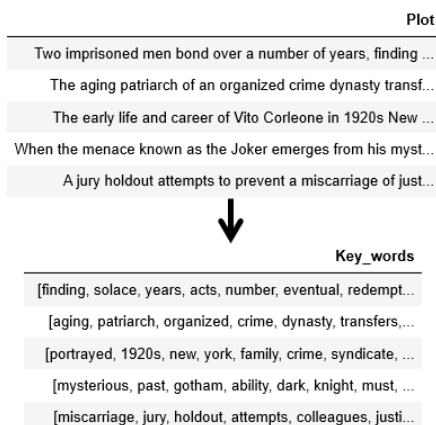 Plot
Two imprisoned men bond over a number of years, finding ...
The aging patriarch of an organized crime dynasty transf...
The early life and career of Vito Corleone in 1920s New ...
When the menace known as the Joker emerges from his myst...
A jury holdout attempts to prevent a miscarriage of just...
Key_words
[finding, solace, years, acts, number, eventual, redempt...
[aging, patriarch, organized, crime, dynasty, transfers,...
[portrayed, 1920s, new, york, family, crime, syndicate, ...
[mysterious, past, gotham, ability, dark, knight, must, ...
[miscarriage, jury, holdout, attempts, colleagues, justi...